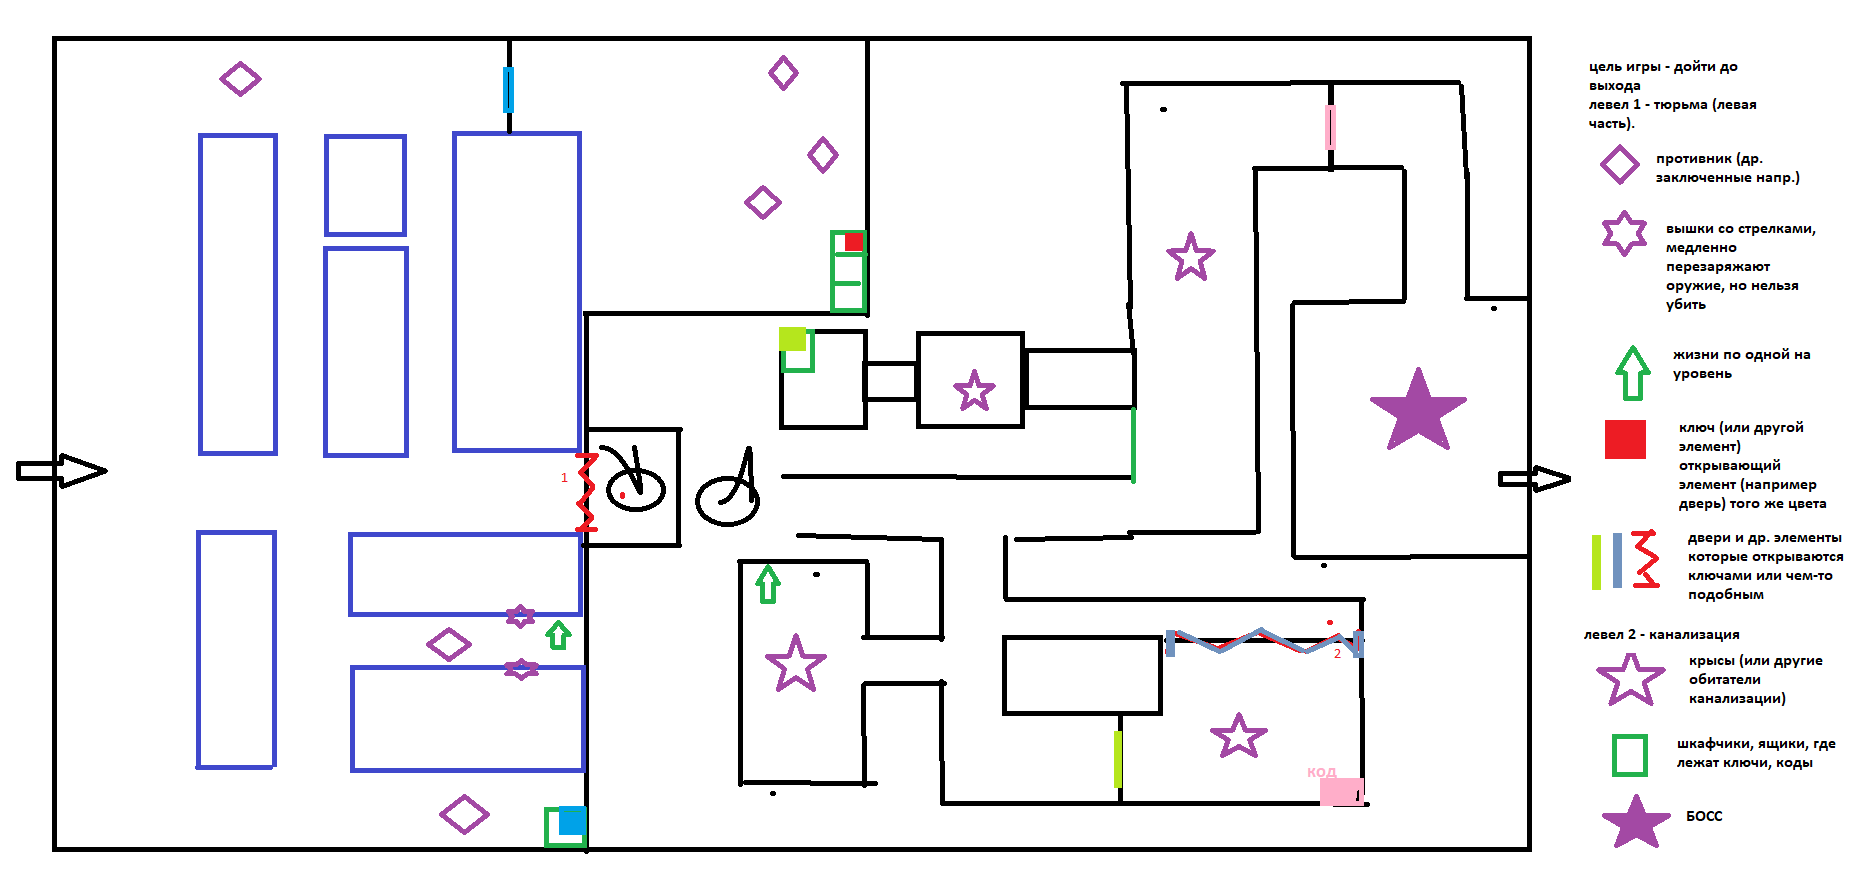 цель игры - дойти до
выхода
левел 1 - тюрьма (левая
часть).
противник (др.
заключенные напр.)
вышки со стрелками,
медленно
перезаряжают
оружие, но нельзя
убить
жизни по одной на
уровень
ключ (или другой
элемент)
открывающий
элемент (например
дверь) того же цвета
двери и др. элементы
которые открываются
ключами или чем-то
подобным
левел 2 - канализация
крысы (или другие
обитатели
канализации)
шкафчики, ящики, где
лежат ключи, коды
БОСС
1
2
код